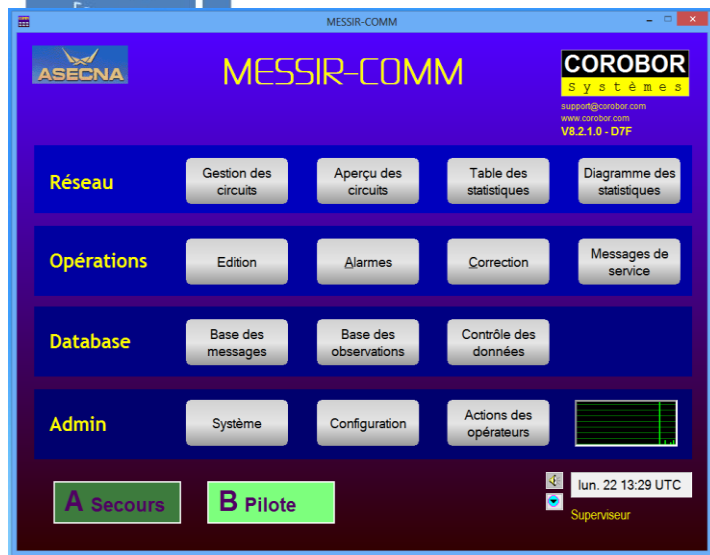 MESSIR-COMM
ASECNA
MESSIR-COMM
COROBOR
Systèmes
support@corobor.com
www.corobor.com
V8.2.1.0 - D7F
Réseau
Gestion des
circuits
Aperçu des
circuits
Table des
statistiques
Diagramme des
statistiques
Opérations
Edition
Alarmes
Correction
Messages de
service
Database
Base des
messages
Base des
observations
Contrôle des
données
Admin
Système
Configuration
Actions des
opérateurs
A Secours
B Pilote
lun. 22 13:29 UTC
Superviseur